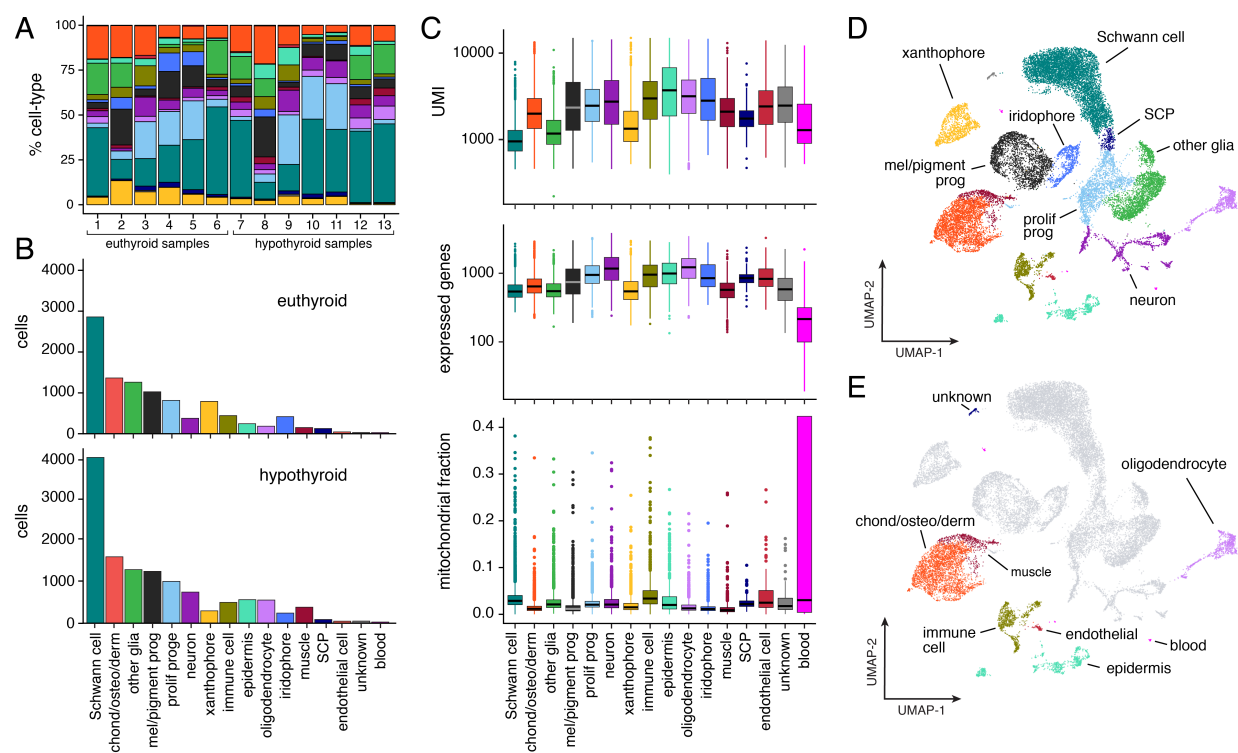 A
100
75
50
25
0
% cell-type
1 2 3 4 5 6 7 8 9 10 11 12 13
euthyroid samples
hypothyroid samples
B
4000
3000
2000
1000
0
cells
euthyroid
4000
3000
2000
1000
0
cells
hypothyroid
Schwann cell
chond/osteo/derm
other glia
mel/pigment prog
prolif proge
neuron
xanthophore
immune cell
epidermis
oligodendrocyte
iridophore
muscle
SCP
endothelial cell
unknown
blood
C
10000
1000
UMI
1000
100
expressed genes
0.4
0.3
0.2
0.1
0.0
mitochondrial fraction
Schwann cell
chond/osteo/derm
other glia
mel/pigment prog
prolif prog
neuron
xanthophore
immune cell
epidermis
oligodendrocyte
iridophore
muscle
SCP
endothelial cell
unknown
blood
D
xanthophore
Schwann cell
iridophore
SCP
other glia
mel/pigment
prog
prolif
prog
neuron
UMAP-2
UMAP-1
E
unknown
oligodendrocyte
chond/osteo/derm
muscle
immune
cell
endothelial
blood
epidermis
UMAP-2
UMAP-1